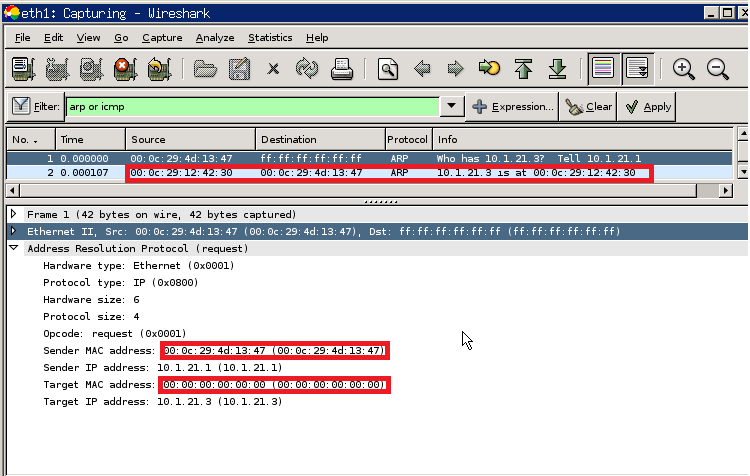 eth1: Capturing - Wireshark
File Edit View Go Capture Analyze Statistics Help
Filter: arp or icmp Expression... Clear Apply
No. Time Source Destination Protocol Info
1 0.000000 00:0c:29:4d:13:47 ff:ff:ff:ff:ff:ff ARP Who has 10.1.21.3? Tell 10.1.21.1
2 0.000107 00:0c:29:12:42:30 00:0c:29:4d:13:47 ARP 10.1.21.3 is at 00:0c:29:12:42:30
Frame 1 (42 bytes on wire, 42 bytes captured)
Ethernet II, Src: 00:0c:29:4d:13:47 (00:0c:29:4d:13:47), Dst: ff:ff:ff:ff:ff:ff (ff:ff:ff:ff:ff:ff)
Address Resolution Protocol (request)
Hardware type: Ethernet (0x0001)
Protocol type: IP (0x0800)
Hardware size: 6
Protocol size: 4
Opcode: request (0x0001)
Sender MAC address: 00:0c:29:4d:13:47 (00:0c:29:4d:13:47)
Sender IP address: 10.1.21.1 (10.1.21.1)
Target MAC address: 00:00:00:00:00:00 (00:00:00:00:00:00)
Target IP address: 10.1.21.3 (10.1.21.3)